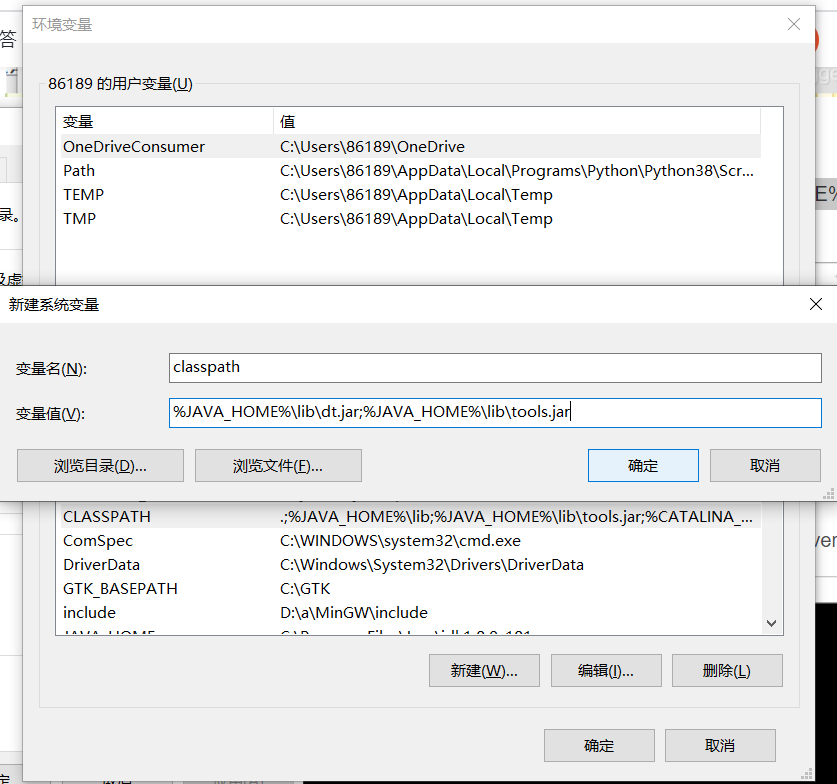 环境变量
答
86189 的用户变量(U)
变量 值
OneDriveConsumer C:\Users\86189\OneDrive
Path C:\Users\86189\AppData\Local\Programs\Python\Python38\Scr...
TEMP C:\Users\86189\AppData\Local\Temp
E%
TMP C:\Users\86189\AppData\Local\Temp
录。
新建系统变量
变量名(N): classpath
变量值(V): %JAVA_HOME%\lib\dt.jar;%JAVA_HOME%\lib\tools.jar
浏览目录(D)... 浏览文件(F)... 确定 取消
CLASSPATH .;%JAVA_HOME%\lib;%JAVA_HOME%\lib\tools.jar;%CATALINA_...
ComSpec C:\WINDOWS\system32\cmd.exe
ver
DriverData C:\Windows\System32\Drivers\DriverData
GTK_BASEPATH C:\GTK
include D:\a\MinGW\include
新建(W)... 编辑(I)... 删除(L)
确定 取消